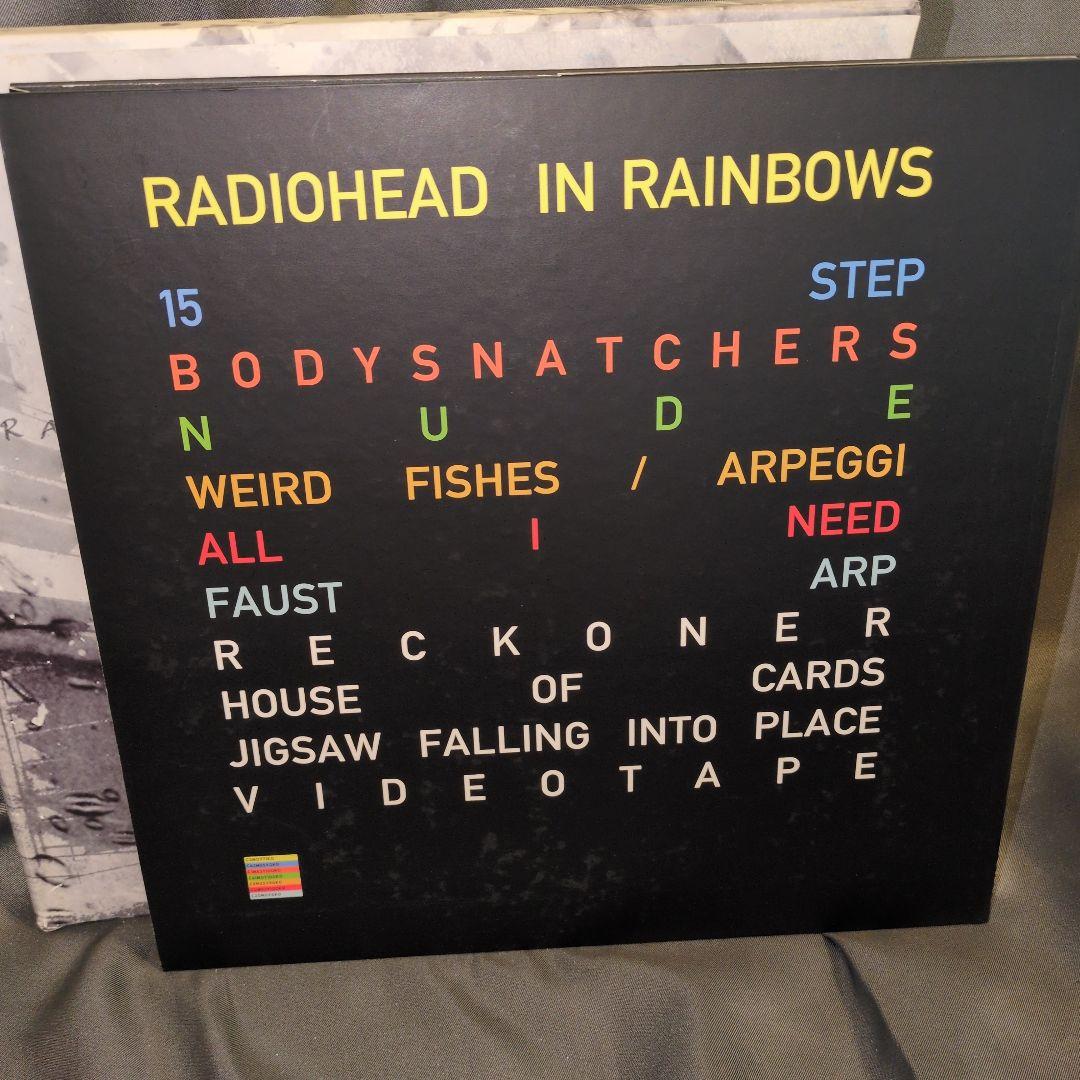 RADIOHEAD IN RAINBOWS
15 STEP
BODYSNATCHERS
NUDE
WEIRD FISHES / ARPEGGI
ALL I NEED
FAUST ARP
RECKONER
HOUSE OF CARDS
JIGSAW FALLING INTO PLACE
VIDEOTAPE